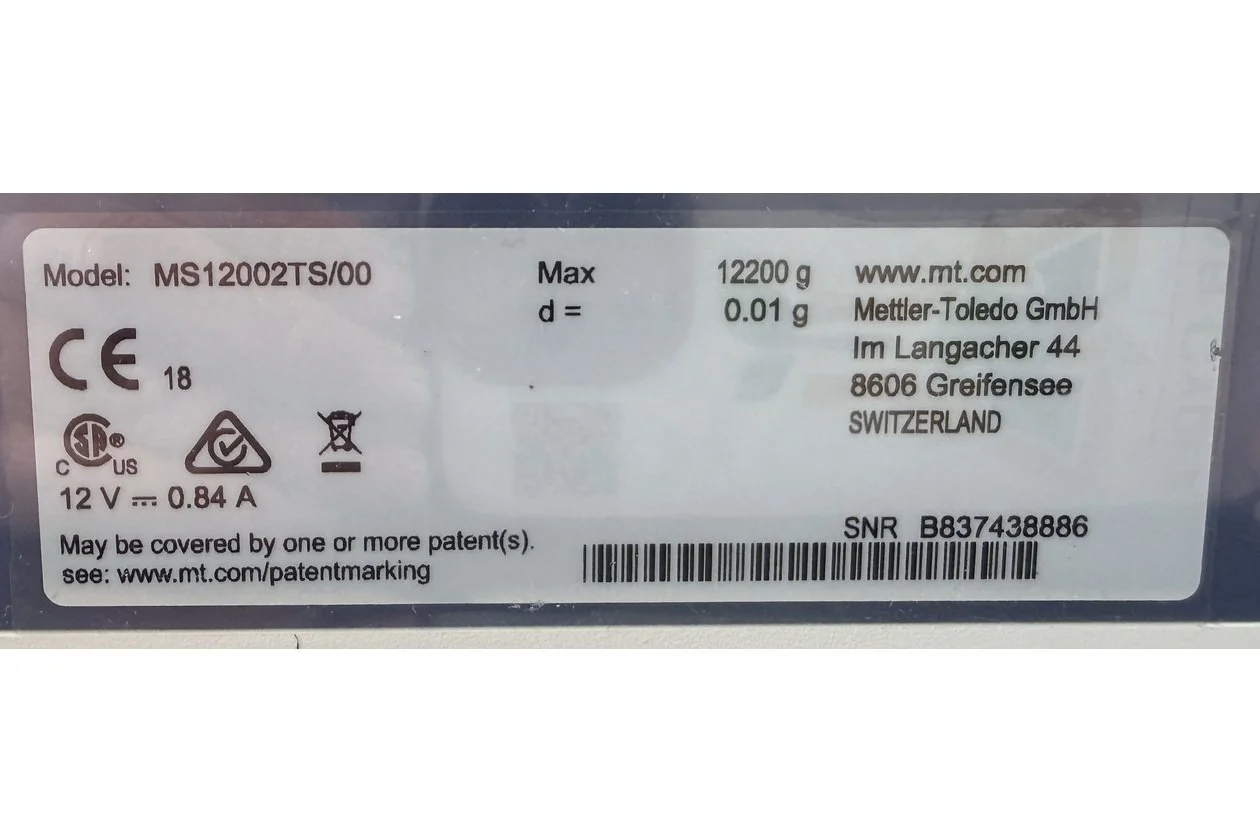 Model: MS12002TS/00
Max 12200 g
d = 0.01 g
www.mt.com
Mettler-Toledo GmbH
Im Langacher 44
8606 Greifensee
SWITZERLAND
CE 18
C SA ® US
12 V ⎓ 0.84 A
May be covered by one or more patent(s).
see: www.mt.com/patentmarking
SNR B837438886